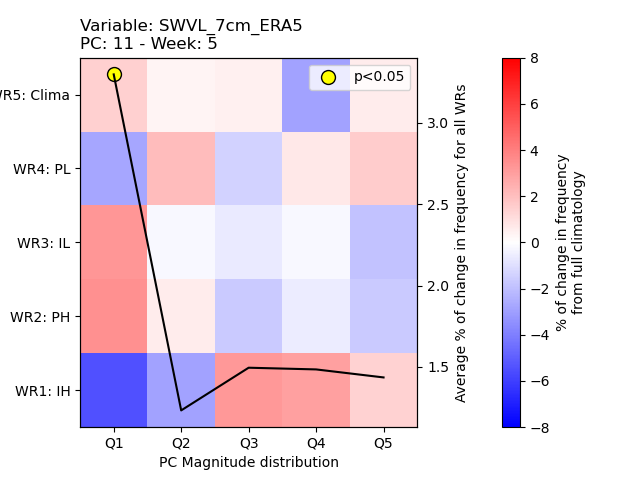 Variable: SWVL_7cm_ERA5
PC: 11 - Week: 5
p<0.05
WR5: Clima
WR4: PL
WR3: IL
WR2: PH
WR1: IH
Q1 Q2 Q3 Q4 Q5
PC Magnitude distribution
3.0
2.5
2.0
1.5
Average % of change in frequency for all WRs
8
6
4
2
0
−2
−4
−6
−8
% of change in frequency
from full climatology